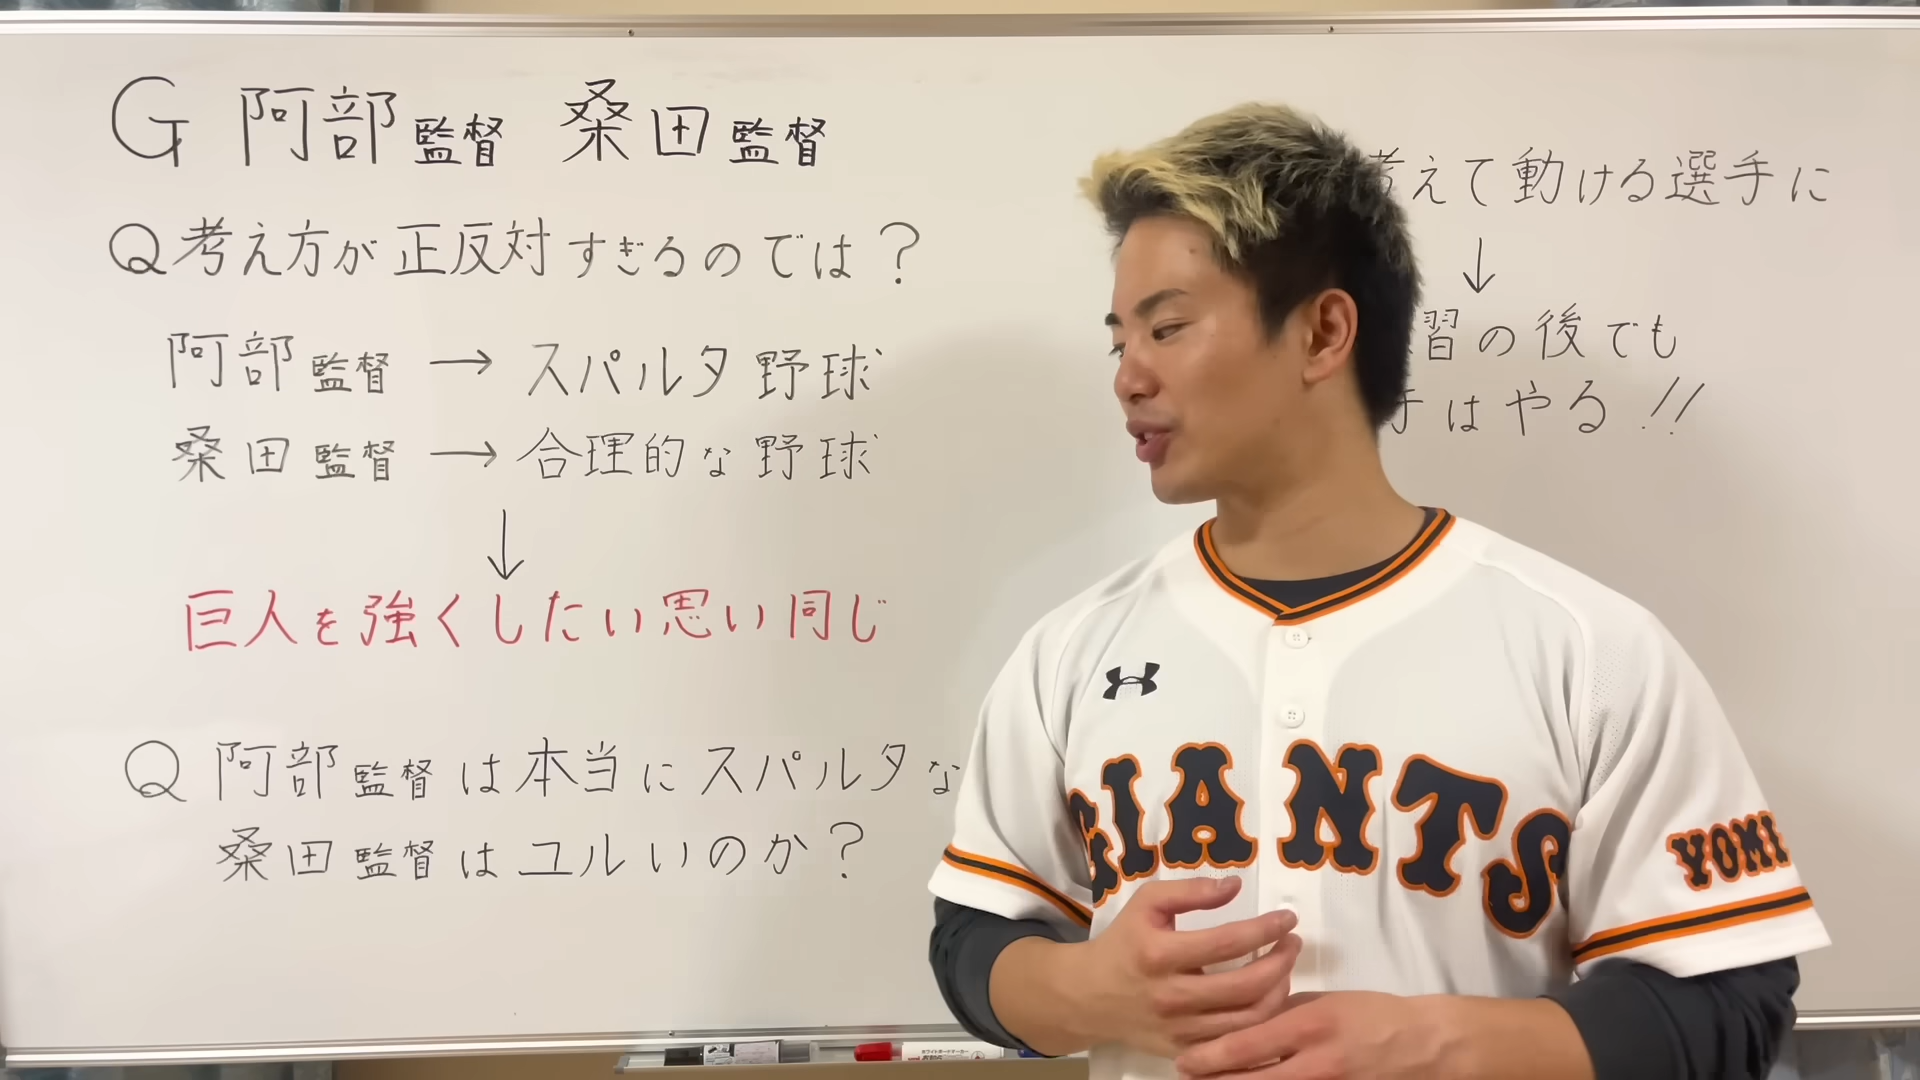 G 阿部監督 桑田監督
Q 考え方が正反対すぎるのでは?
阿部監督 → スパルタ野球
桑田監督 → 合理的な野球
↓
巨人を強くしたい思い同じ
Q 阿部監督は本当にスパルタな
桑田監督はユルいのか?
考えて動ける選手に
↓
習の後でも
手はやる!!
GIANTS
YOMI